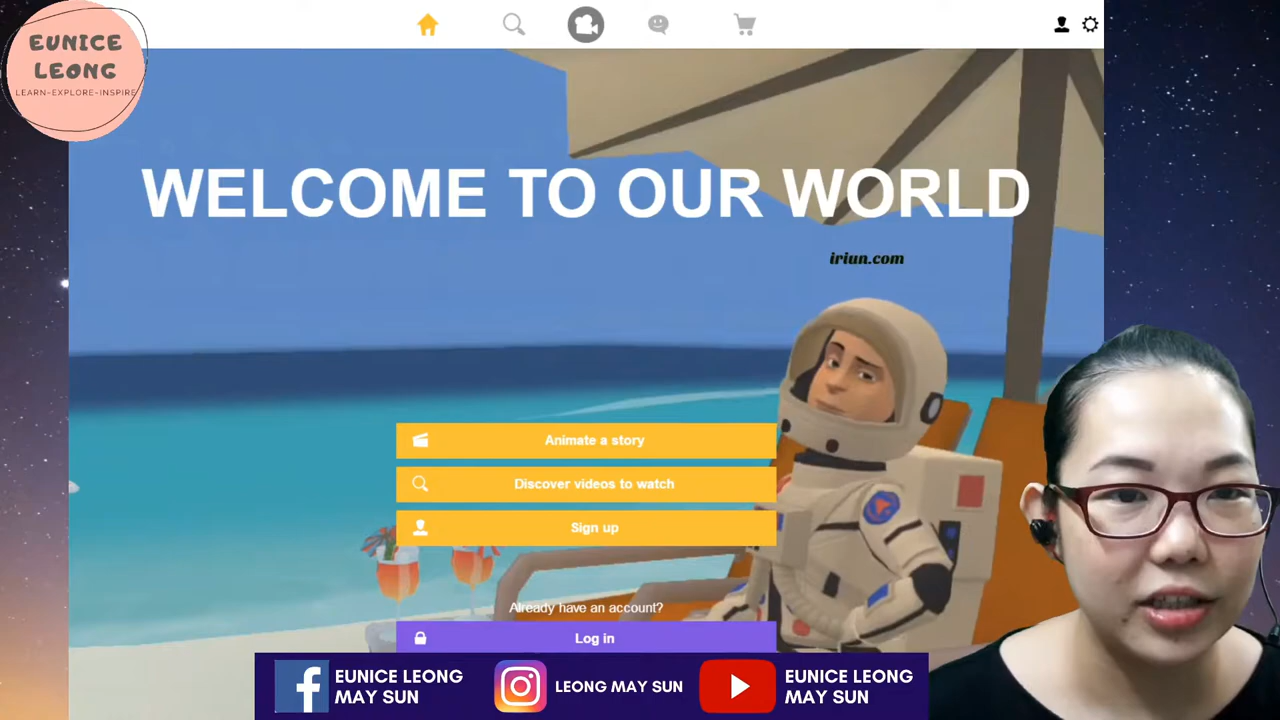 EUNICE
LEONG
LEARN-EXPLORE-INSPIRE
WELCOME TO OUR WORLD
iriun.com
Animate a story
Discover videos to watch
Sign up
Already have an account?
Log in
EUNICE LEONG
MAY SUN
LEONG MAY SUN
EUNICE LEONG
MAY SUN